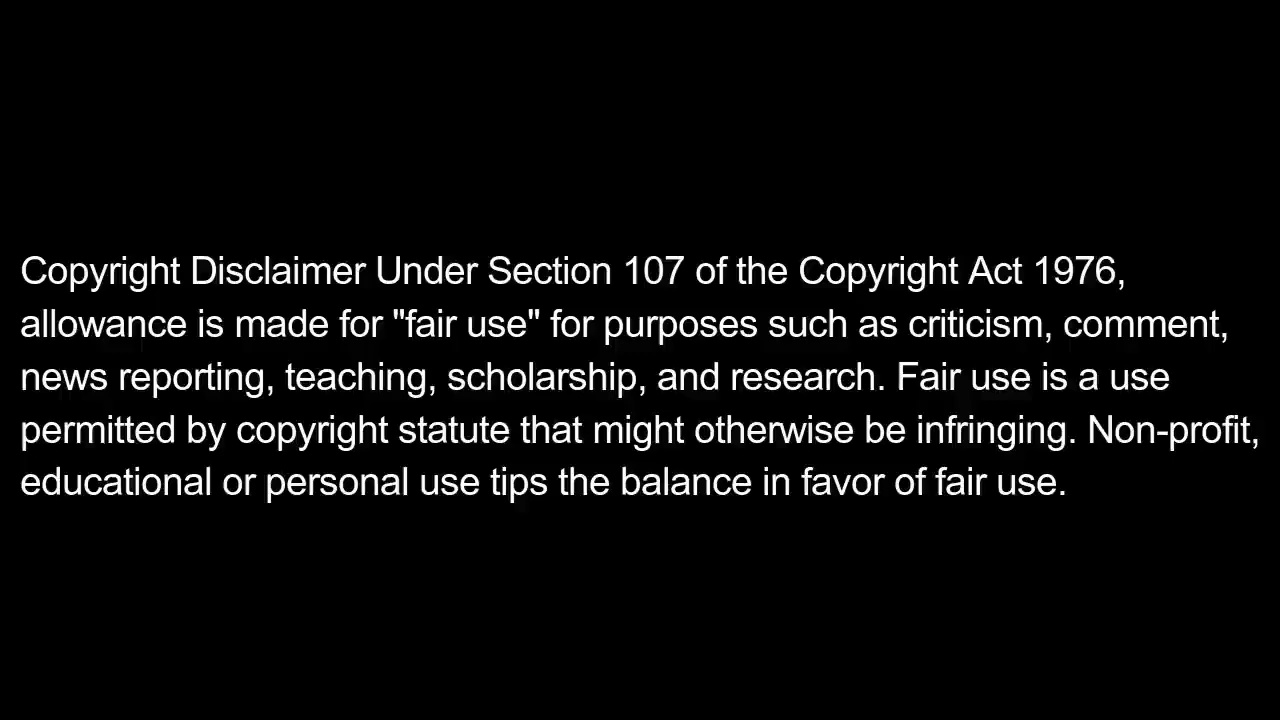 Copyright Disclaimer Under Section 107 of the Copyright Act 1976,
allowance is made for "fair use" for purposes such as criticism, comment,
news reporting, teaching, scholarship, and research. Fair use is a use
permitted by copyright statute that might otherwise be infringing. Non-profit,
educational or personal use tips the balance in favor of fair use.